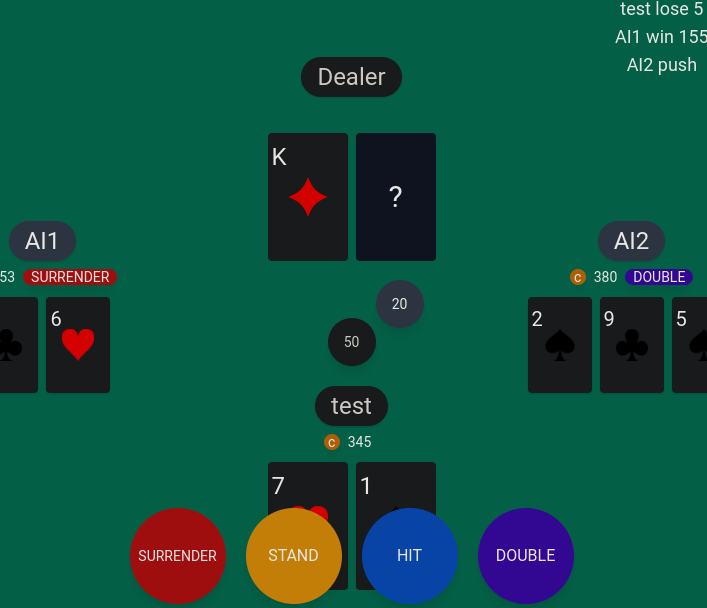 test lose 5
AI1 win 155
AI2 push
Dealer
K
?
AI1
53 SURRENDER
6
AI2
C 380 DOUBLE
2 9 5
20
50
test
C 345
7 1
SURRENDER STAND HIT DOUBLE